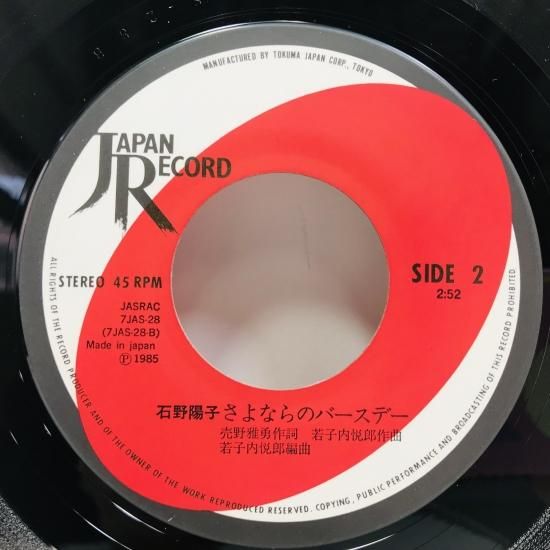 MANUFACTURED BY TOKUMA JAPAN CORP., TOKYO
JAPAN
RECORD
STEREO 45 RPM
SIDE 2
2:52
JASRAC
7JAS-28
(7JAS-28-B)
Made in japan
Ⓟ1985
石野陽子 さよならのバースデー
売野雅勇作詞 若子内悦郎作曲
若子内悦郎編曲
ALL RIGHTS OF THE RECORD PRODUCER AND OF THE OWNER OF THE WORK REPRODUCED RESERVED. COPYING, PUBLIC PERFORMANCE AND BROADCASTING OF THIS RECORD PROHIBITED